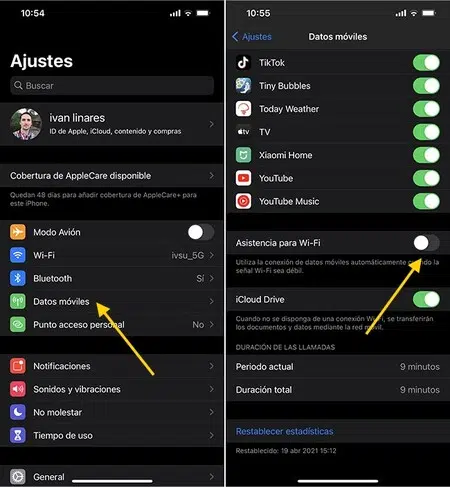 10:54
Ajustes
Buscar
ivan linares
ID de Apple, iCloud, contenido y compras
Cobertura de AppleCare disponible
Quedan 48 días para añadir cobertura de AppleCare+ para
este iPhone.
Modo Avión
Wi-Fi ivsu_5G
Bluetooth Sí
Datos móviles
Punto acceso personal No
Notificaciones
Sonidos y vibraciones
No molestar
Tiempo de uso
General
10:55
Ajustes Datos móviles
TikTok
Tiny Bubbles
Today Weather
tv
TV
Xiaomi Home
YouTube
YouTube Music
Asistencia para Wi-Fi
Utiliza la conexión de datos móviles automáticamente cuando la
señal Wi-Fi sea débil.
iCloud Drive
Cuando no se disponga de una conexión Wi-Fi, se transferirán
los documentos y datos mediante la red móvil.
DURACIÓN DE LAS LLAMADAS
Periodo actual 9 minutos
Duración total 9 minutos
Restablecer estadísticas
Restablecido: 19 abr 2021 15:12